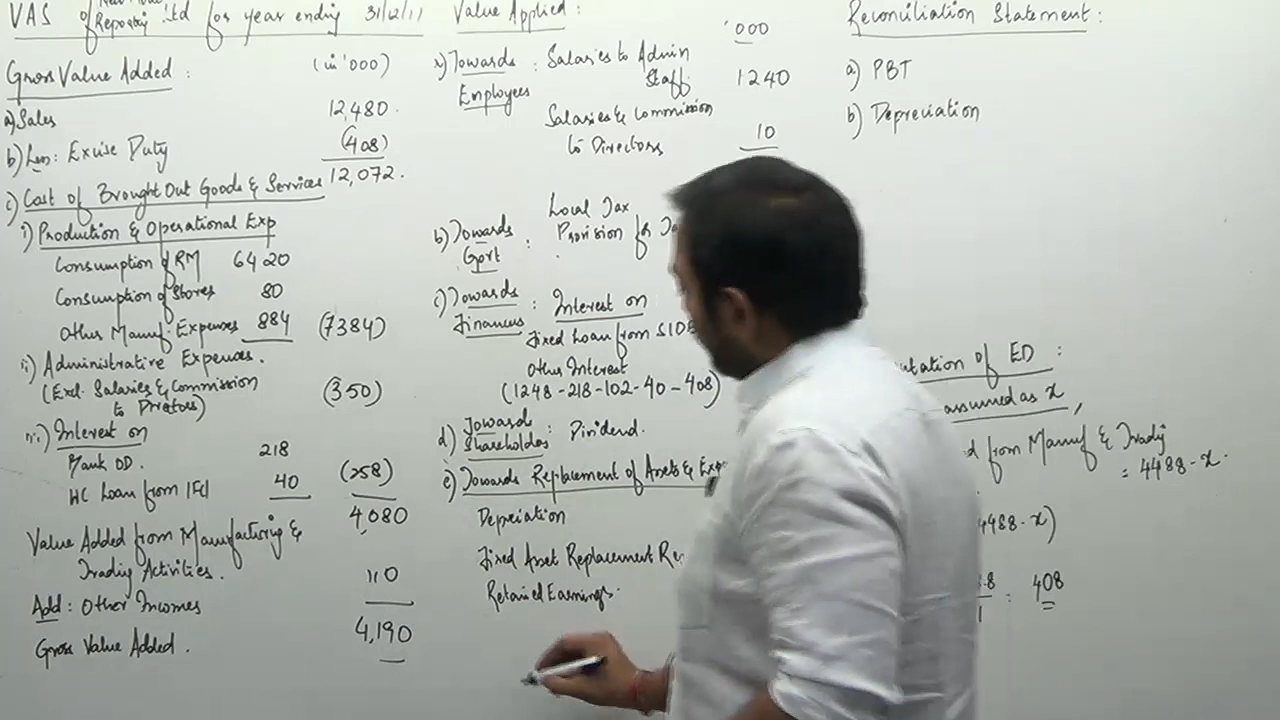 VAS of Reporting Ltd for year ending 31/12/11
Gross Value Added :
(in '000)
a) Sales 12,480
b) Less: Excise Duty (408)
12,072
c) Cost of Brought Out Goods & Services
i) Production & Operational Exp
Consumption of RM 6420
Consumption of Stores 80
Other Manuf. Expenses 884 (7384)
ii) Administrative Expenses.
(Excl. Salaries & Commission to Directors) (350)
iii) Interest on
Bank OD. 218
WC Loan from IFCI 40 (258)
4,080
Value Added from Manufacturing &
Trading Activities.
Add: Other Incomes 110
Gross Value Added. 4,190
Value Applied :
'000
a) Towards Employees : Salaries to Admin Staff 1240
Salaries & Commission
to Directors 10
b) Towards Govt : Local Tax
Provision for
c) Towards Financers : Interest on
Fixed Loan from
Other Interest
(1248-218-102-40-408)
d) Towards Shareholders : Dividend.
e) Towards Replacement of Assets &
Depriation
Fixed Asset Replacement
Retained Earnings.
Reconciliation Statement :
a) PBT
b) Depreciation
of ED :
assumed as x,
from Manuf & Tradig
= 4488-x.
4488-x)
408